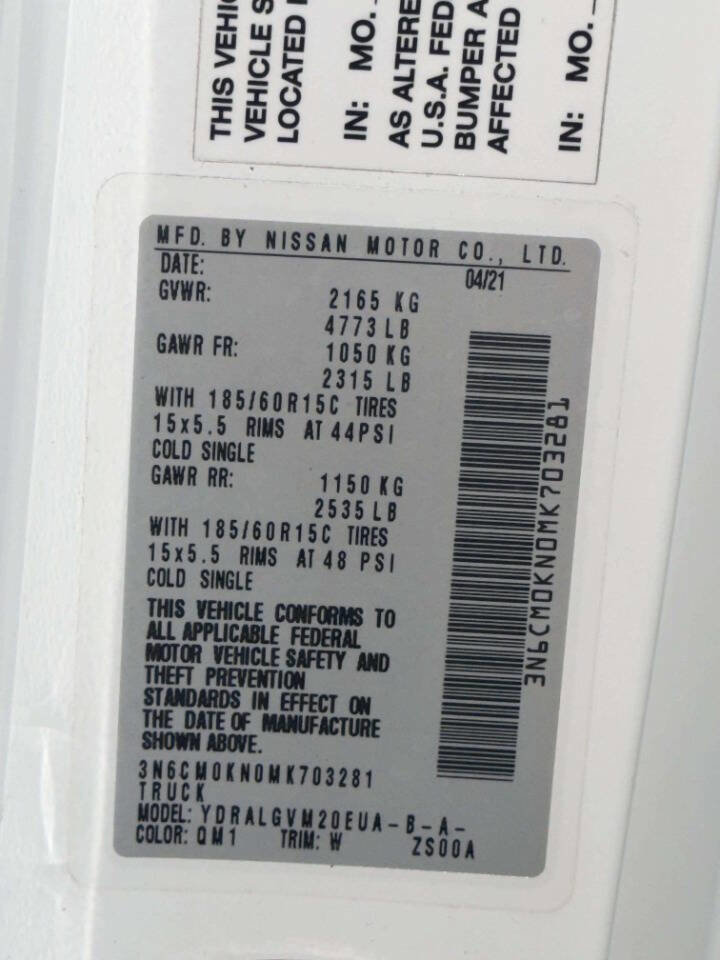 THIS VEHIC
VEHICLE S
LOCATED
IN: MO.
AS ALTERE
U.S.A. FED
BUMPER A
AFFECTED
IN: MO.
MFD. BY NISSAN MOTOR CO., LTD.
DATE: 04/21
GVWR: 2165 KG
4773 LB
GAWR FR: 1050 KG
2315 LB
WITH 185/60R15C TIRES
15x5.5 RIMS AT 44PSI
COLD SINGLE
GAWR RR: 1150 KG
2535 LB
WITH 185/60R15C TIRES
15x5.5 RIMS AT 48 PSI
COLD SINGLE
THIS VEHICLE CONFORMS TO
ALL APPLICABLE FEDERAL
MOTOR VEHICLE SAFETY AND
THEFT PREVENTION
STANDARDS IN EFFECT ON
THE DATE OF MANUFACTURE
SHOWN ABOVE.
3N6CM0KN0MK703281
TRUCK
MODEL: YDRALGVM20EUA-B-A-
COLOR: QM1 TRIM: W ZS00A
3N6CM0KN0MK703281